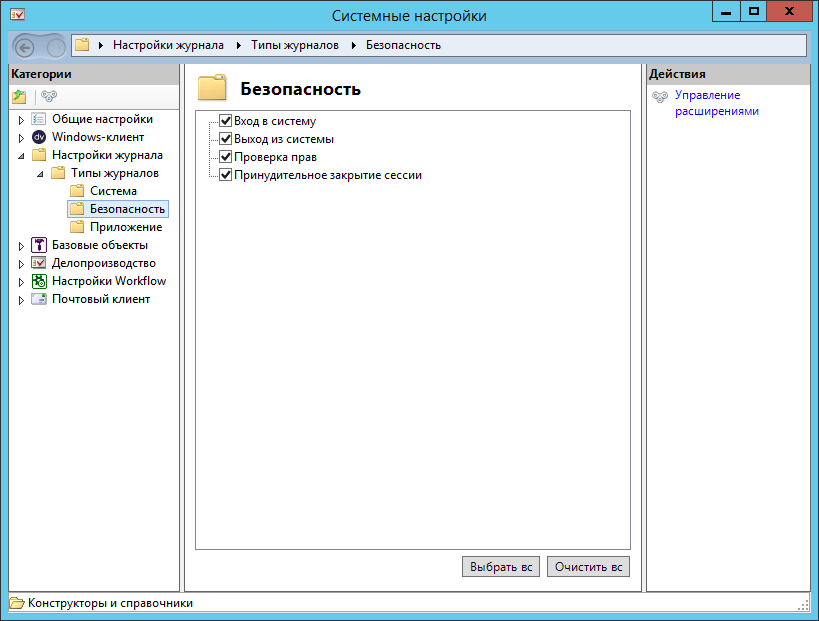 Системные настройки
Настройки журнала Типы журналов Безопасность
Категории
Общие настройки
dv Windows-клиент
Настройки журнала
Типы журналов
Система
Безопасность
Приложение
Базовые объекты
Делопроизводство
Настройки Workflow
Почтовый клиент
Безопасность
Вход в систему
Выход из системы
Проверка прав
Принудительное закрытие сессии
Выбрать вс
Очистить вс
Действия
Управление
расширениями
Конструкторы и справочники